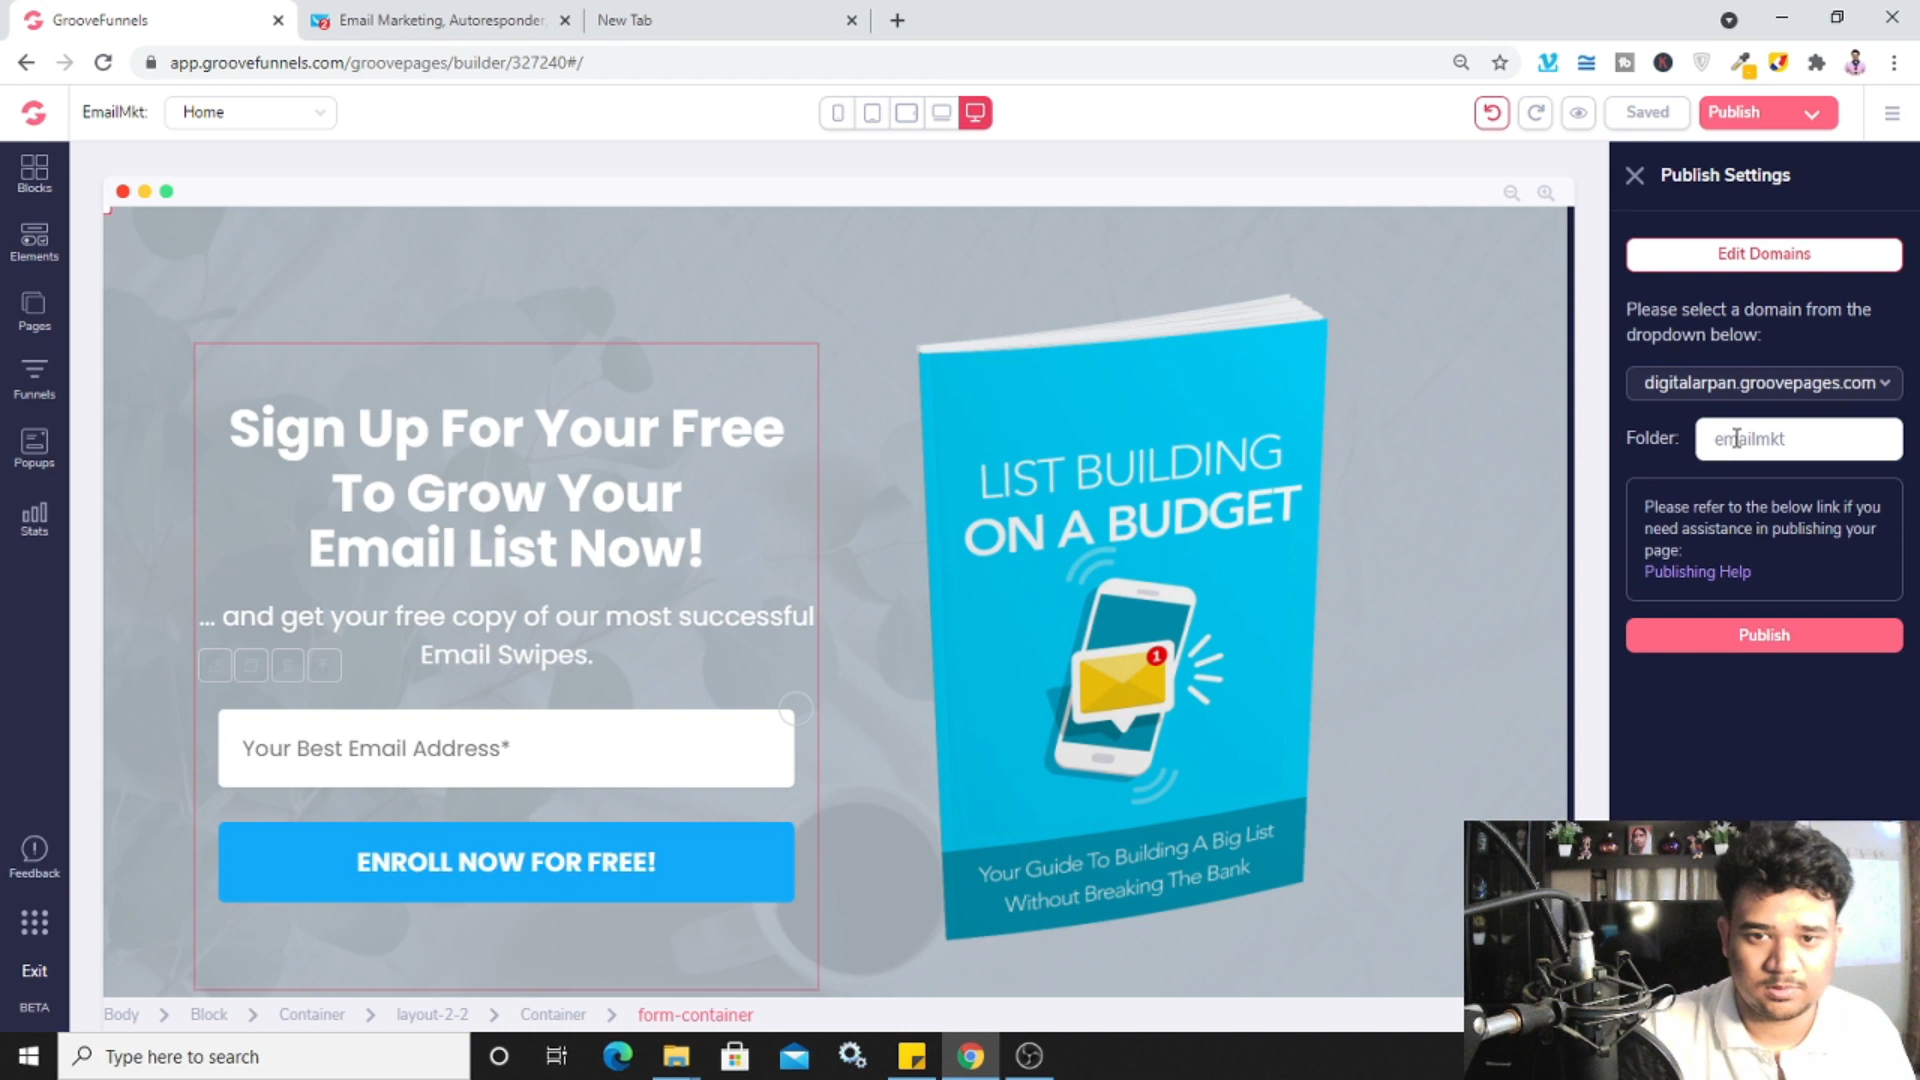 GrooveFunnels
Email Marketing, Autoresponder,
New Tab
app.groovefunnels.com/groovepages/builder/327240#/
EmailMkt:
Home
Saved
Publish
Blocks
Elements
Pages
Funnels
Popups
Stats
Feedback
Exit
BETA
Sign Up For Your Free
To Grow Your
Email List Now!
... and get your free copy of our most successful
Email Swipes.
Your Best Email Address*
ENROLL NOW FOR FREE!
LIST BUILDING
ON A BUDGET
1
Your Guide To Building A Big List
Without Breaking The Bank
Publish Settings
Edit Domains
Please select a domain from the
dropdown below:
digitalarpan.groovepages.com
Folder:
emailmkt
Please refer to the below link if you
need assistance in publishing your
page:
Publishing Help
Publish
Body
Block
Container
layout-2-2
Container
form-container
Type here to search